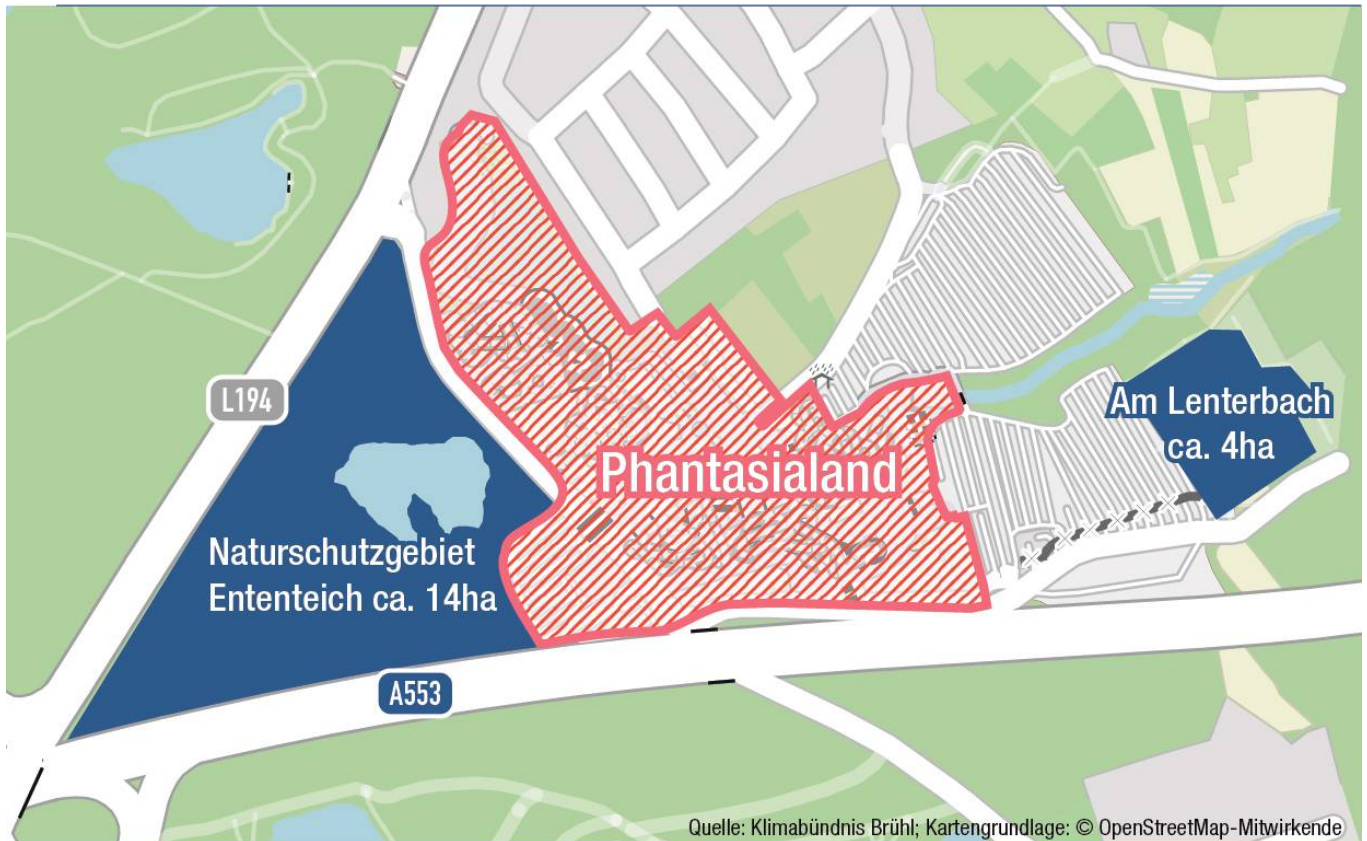 L194
Phantasialand
Am Lenterbach
ca. 4ha
Naturschutzgebiet
Ententeich ca. 14ha
A553
Quelle: Klimabündnis Brühl; Kartengrundlage: © OpenStreetMap-Mitwirkende